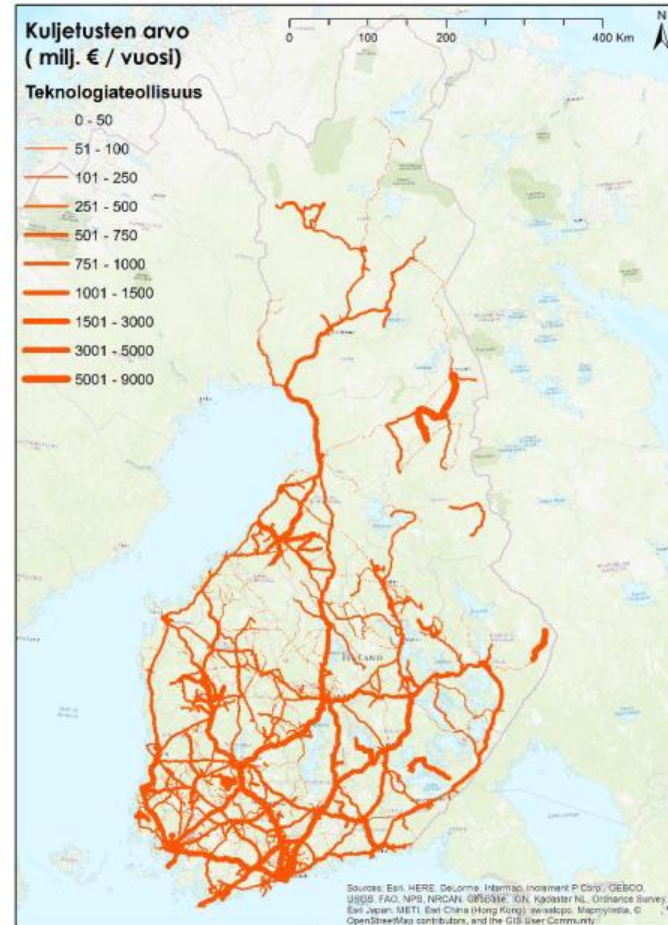 Kuljetusten arvo
( milj. € / vuosi)
Teknologiateollisuus
0 - 50
51 - 100
101 - 250
251 - 500
501 - 750
751 - 1000
1001 - 1500
1501 - 3000
3001 - 5000
5001 - 9000
0 100 200 400 Km
N
FINLAND
Sources: Esri, HERE, DeLorme, Intermap, Increment P Corp., GEBCO,
USGS, FAO, NPS, NRCAN, GeoBase, IGN, Kadaster NL, Ordnance Survey,
Esri Japan, METI, Esri China (Hong Kong), swisstopo, MapmyIndia, ©
OpenStreetMap contributors, and the GIS User Community